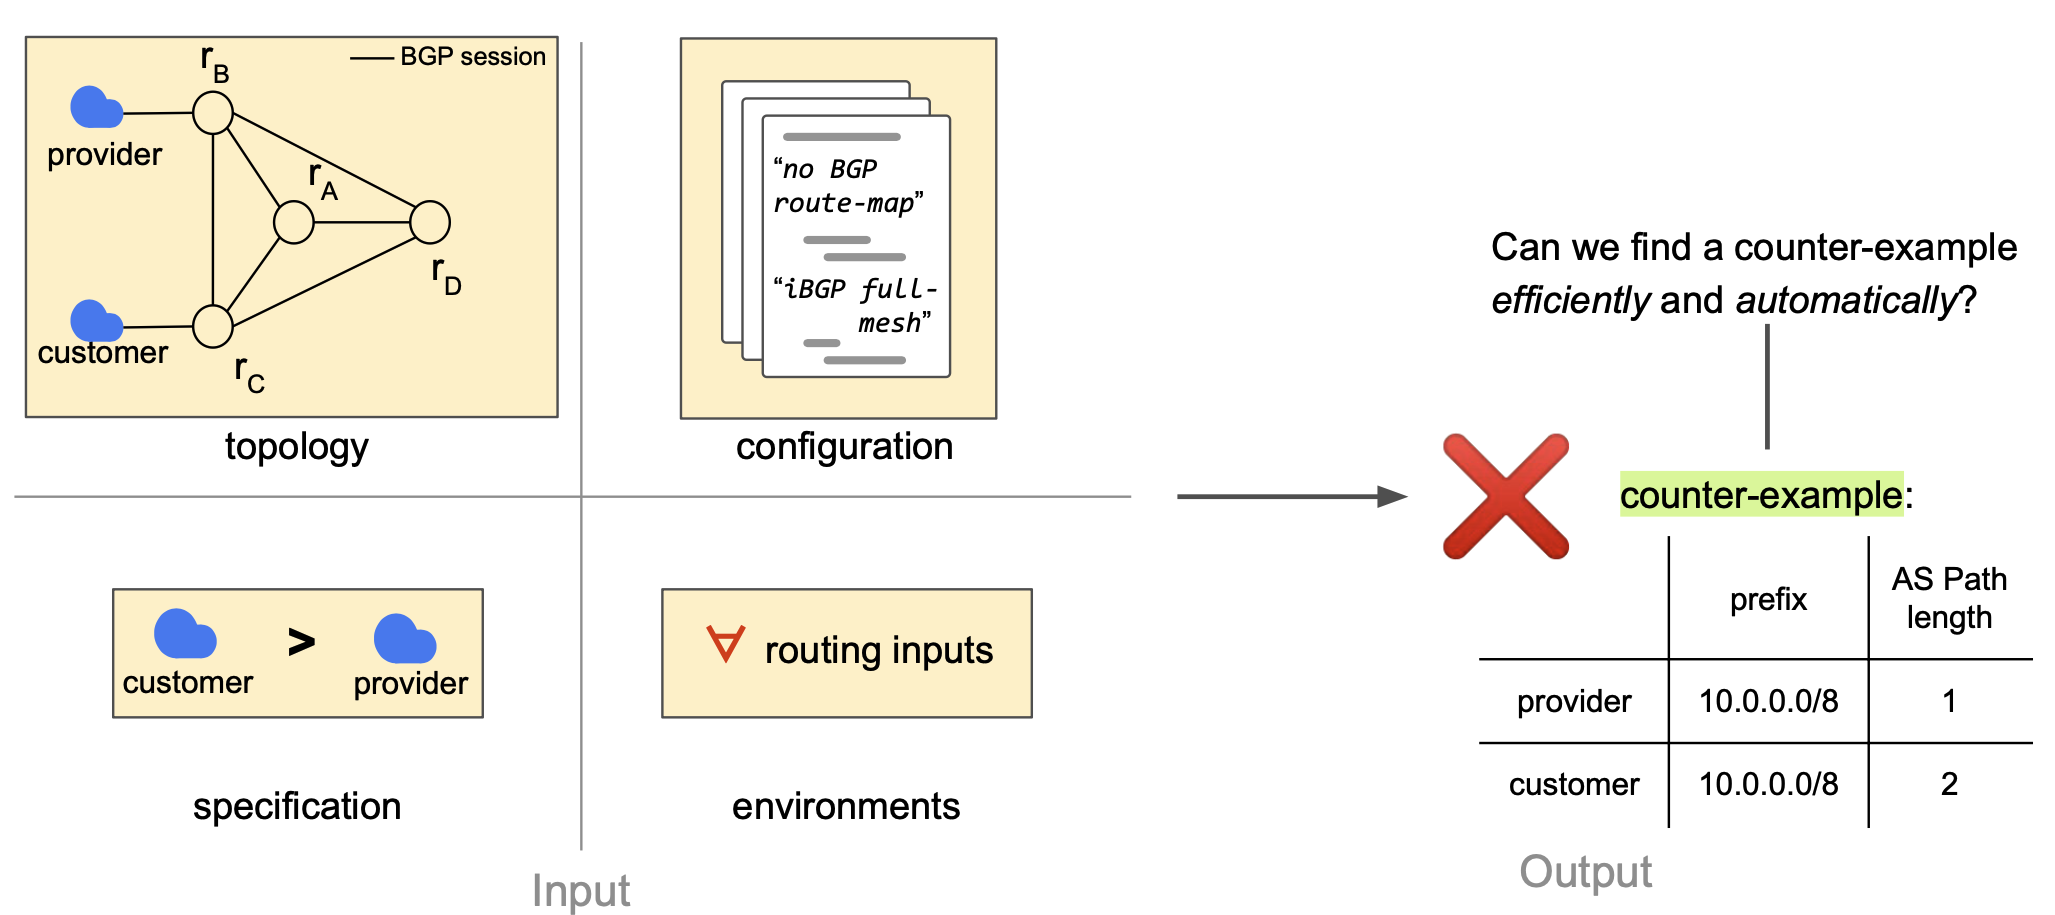 r_B
BGP session
provider
r_A
r_D
customer
r_C
topology
“no BGP
route-map”
“iBGP full-
mesh”
configuration
customer
>
provider
specification
∀ routing inputs
environments
Input
Can we find a counter-example
efficiently and automatically?
counter-example:
prefix
AS Path
length
provider 10.0.0.0/8 1
customer 10.0.0.0/8 2
Output